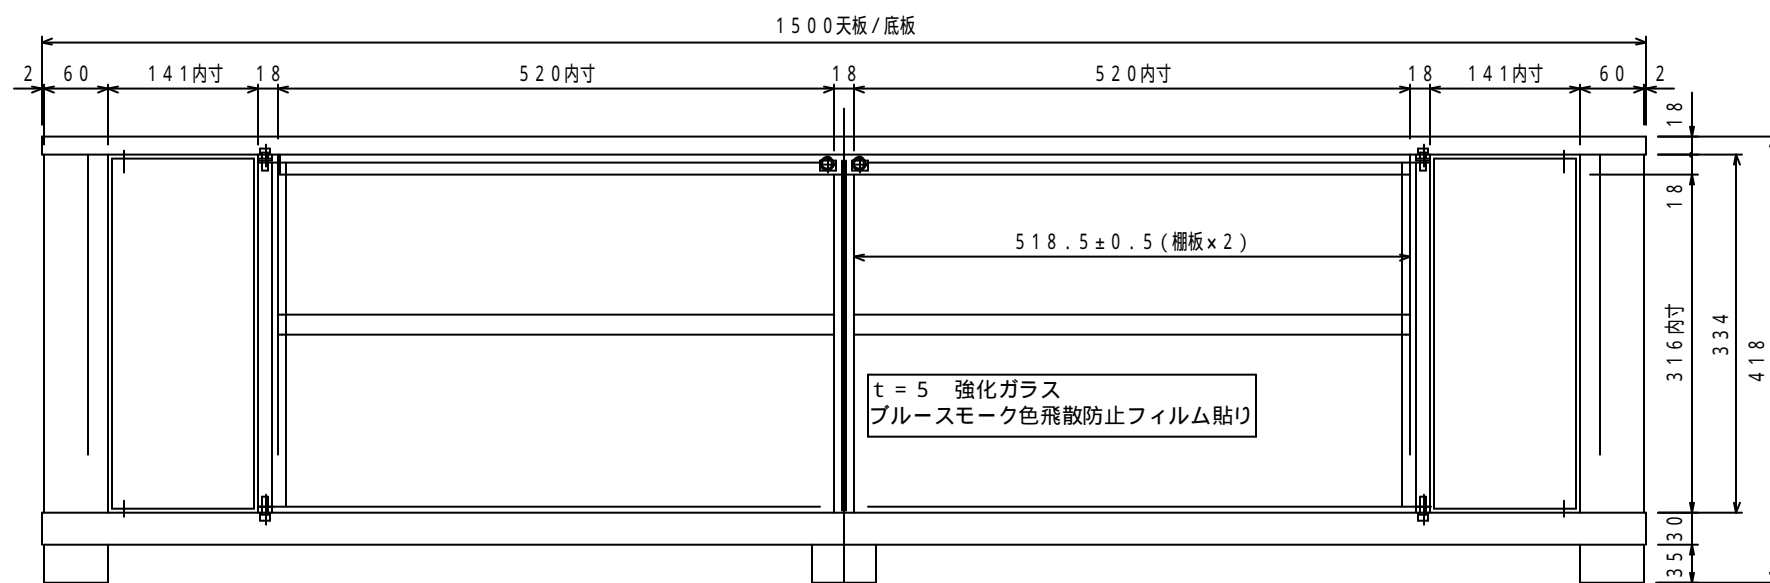 1500天板/底板
2 60 141内寸 18 520内寸 18 520内寸 18 141内寸 60 2
18
18
518.5±0.5(棚板×2)
316内寸
334
418
t=5 強化ガラス
ブルースモーク色飛散防止フィルム貼り
30
35